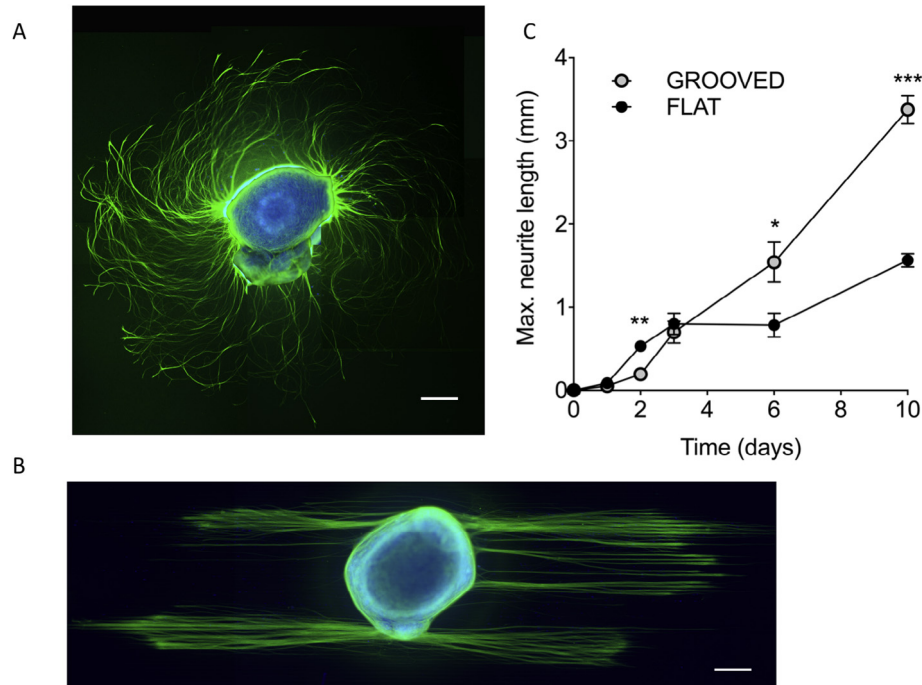 A
C
4
3
2
1
0
Max. neurite length (mm)
GROOVED
FLAT
**
*
***
0 2 4 6 8 10
Time (days)
B